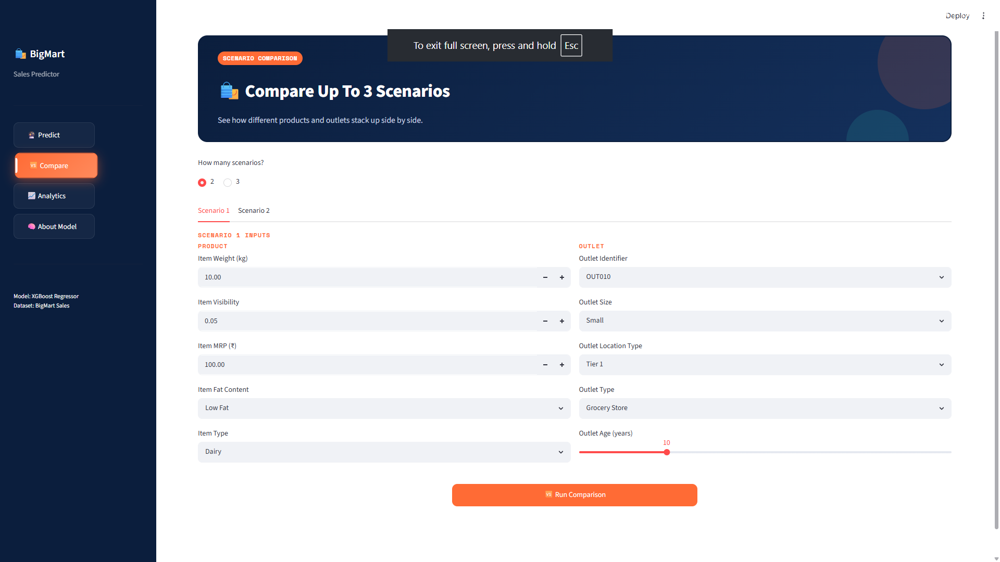 Deploy
To exit full screen, press and hold Esc
BigMart
Sales Predictor
Predict
VS Compare
Analytics
About Model
Model: XGBoost Regressor
Dataset: BigMart Sales
SCENARIO COMPARISON
Compare Up To 3 Scenarios
See how different products and outlets stack up side by side.
How many scenarios?
2 3
Scenario 1 Scenario 2
SCENARIO 1 INPUTS
PRODUCT
Item Weight (kg)
10.00
Item Visibility
0.05
Item MRP (₹)
100.00
Item Fat Content
Low Fat
Item Type
Dairy
OUTLET
Outlet Identifier
OUT010
Outlet Size
Small
Outlet Location Type
Tier 1
Outlet Type
Grocery Store
Outlet Age (years)
10
VS Run Comparison